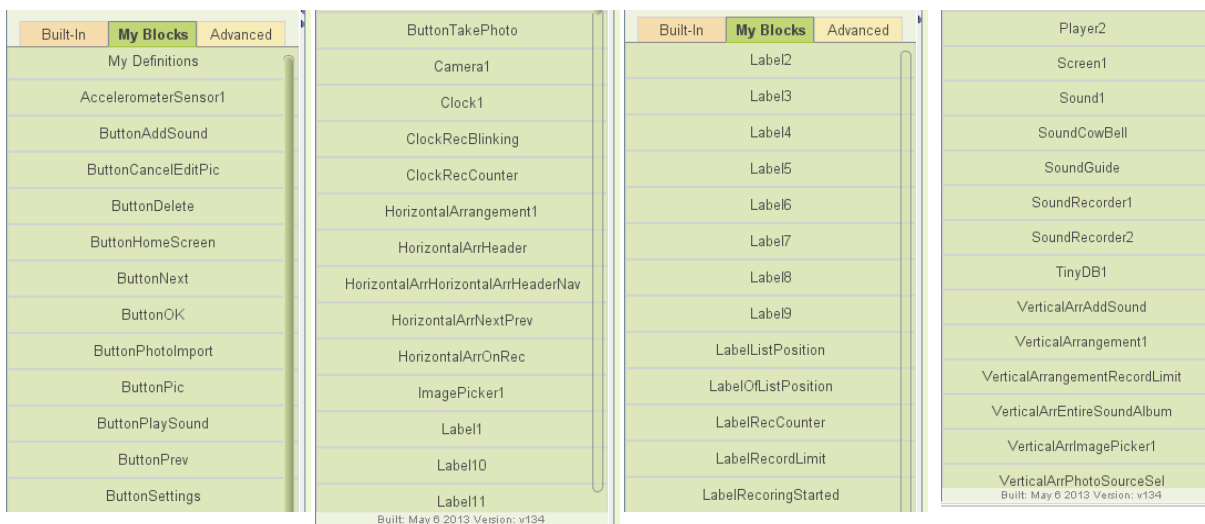 Built-In My Blocks Advanced
My Definitions
AccelerometerSensor1
ButtonAddSound
ButtonCancelEditPic
ButtonDelete
ButtonHomeScreen
ButtonNext
ButtonOK
ButtonPhotoImport
ButtonPic
ButtonPlaySound
ButtonPrev
ButtonSettings
ButtonTakePhoto
Camera1
Clock1
ClockRecBlinking
ClockRecCounter
HorizontalArrangement1
HorizontalArrHeader
HorizontalArrHorizontalArrHeaderNav
HorizontalArrNextPrev
HorizontalArrOnRec
ImagePicker1
Label1
Label10
Label11
Built: May 6 2013 Version: v134
Built-In My Blocks Advanced
Label2
Label3
Label4
Label5
Label6
Label7
Label8
Label9
LabelListPosition
LabelOfListPosition
LabelRecCounter
LabelRecordLimit
LabelRecoringStarted
Player2
Screen1
Sound1
SoundCowBell
SoundGuide
SoundRecorder1
SoundRecorder2
TinyDB1
VerticalArrAddSound
VerticalArrangement1
VerticalArrangementRecordLimit
VerticalArrEntireSoundAlbum
VerticalArrImagePicker1
VerticalArrPhotoSourceSel
Built: May 6 2013 Version: v134